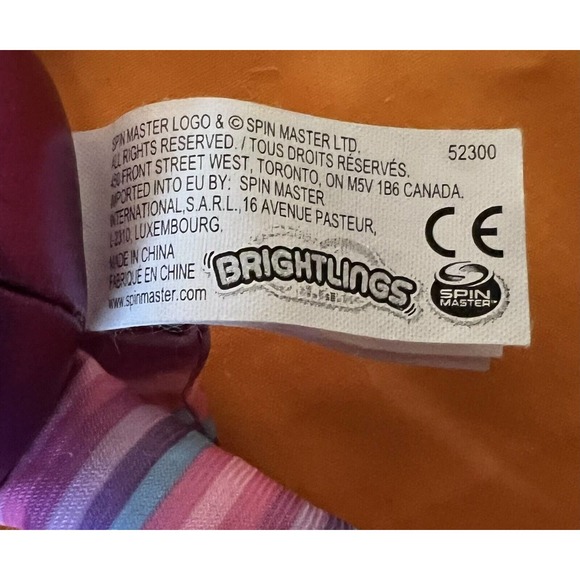 SPIN MASTER LOGO & © SPIN MASTER LTD.
ALL RIGHTS RESERVED. / TOUS DROITS RÉSERVÉS.
450 FRONT STREET WEST, TORONTO, ON M5V 1B6 CANADA.
IMPORTED INTO EU BY: SPIN MASTER
INTERNATIONAL,S.A.R.L.,16 AVENUE PASTEUR,
L-2310, LUXEMBOURG.
MADE IN CHINA
FABRIQUÉ EN CHINE
www.spinmaster.com
BRIGHTLINGS
52300
CE
SPIN
MASTER™